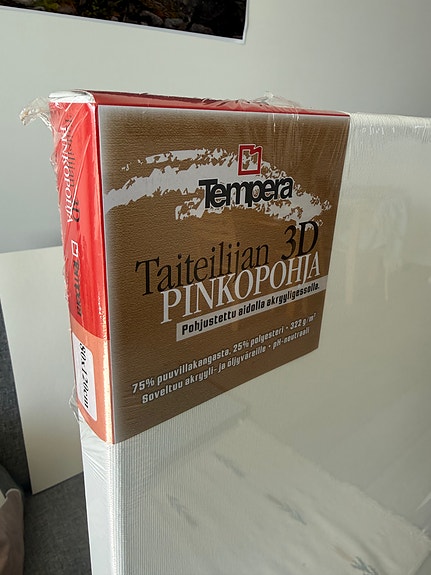 Tempera
Taiteilijan 3D
PINKOPOHJA
Pohjustettu aidolla akryyligessolla.
75% puuvillakangasta, 25% polyesteri • 322 g/m²
Soveltuu akryyli- ja öljyväreille • pH-neutraali
Taiteilijan 3D
PINKOPOHJA